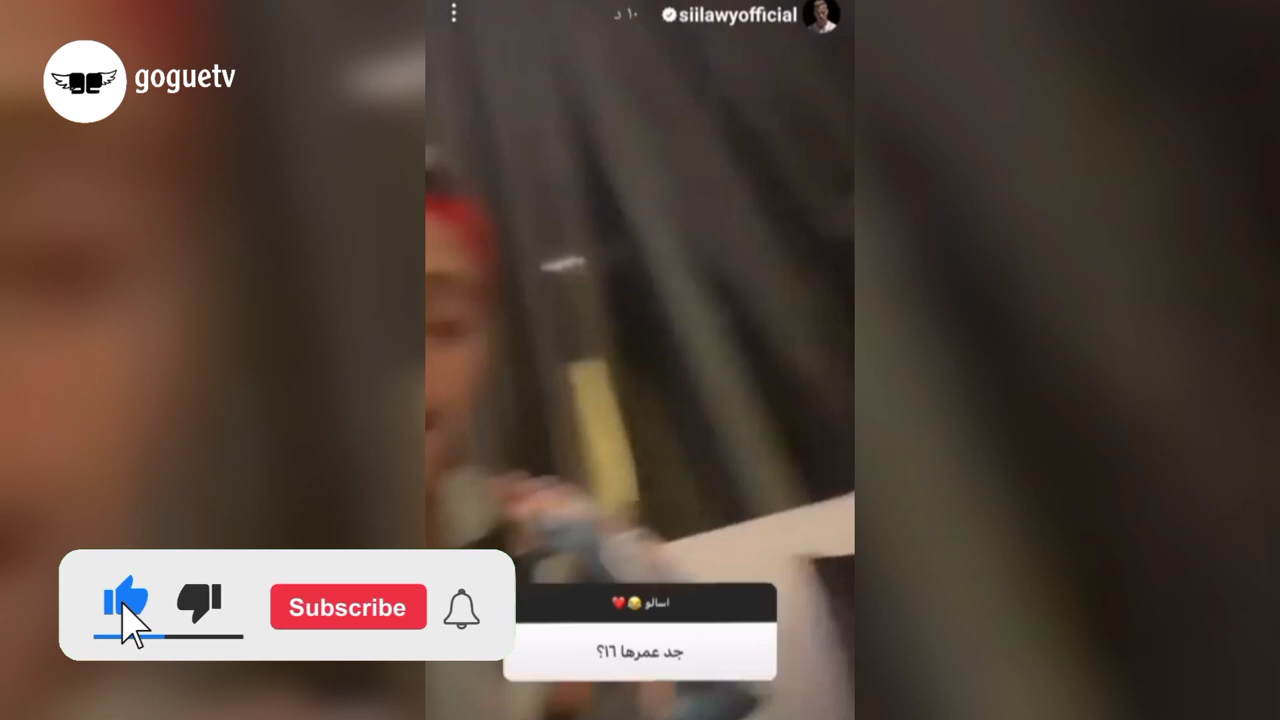 goguetv
siilawyofficial
١٠ د
اسالو 😂❤️
جد عمرها ١٦؟
Subscribe